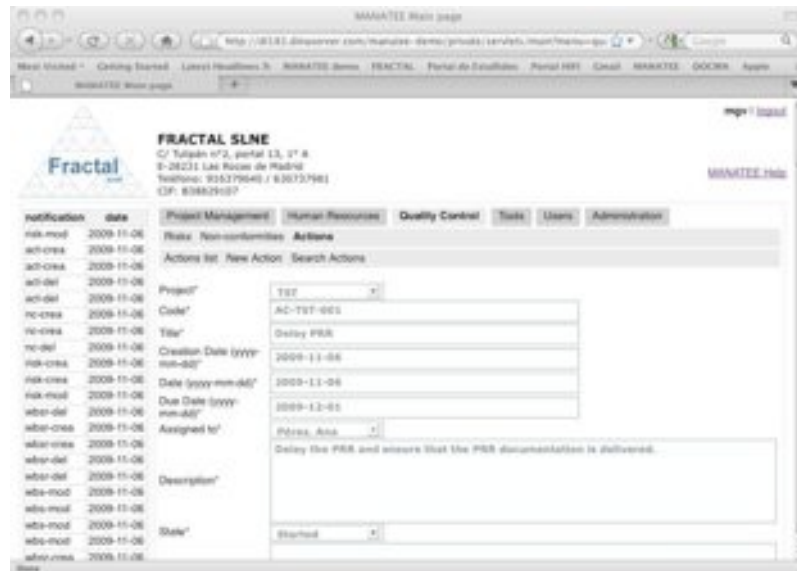 MANATEE Main page
Most Visited Getting Started Latest Headlines MANATEE demo FRACTAL Portal de Estudios Portal HIFI Gmail MANATEE GOCMA Apple
MANATEE Main page
mgv | logout
Fractal
FRACTAL SLNE
C/ Tulipán nº2, portal 13, 1º A
E-28231 Las Rozas de Madrid
MANATEE Help
notification date
Project Management Human Resources Quality Control Tools Users Administration
Risks Non-conformities Actions
Actions list New Action Search Actions
risk-mod 2009-11-06
act-crea 2009-11-06
act-crea 2009-11-06
act-del 2009-11-06
act-del 2009-11-06
nc-crea 2009-11-06
nc-crea 2009-11-06
nc-del 2009-11-06
risk-crea 2009-11-06
risk-crea 2009-11-06
risk-mod 2009-11-06
wbsr-del 2009-11-06
wbsr-crea 2009-11-06
wbsr-crea 2009-11-06
wbsr-del 2009-11-06
wbsr-del 2009-11-06
wbs-mod 2009-11-06
wbs-mod 2009-11-06
wbs-mod 2009-11-06
wbs-mod 2009-11-06
wbsr-crea 2009-11-06
Project* TST
Code* AC-TST-001
Title* Delay PRR
Creation Date (yyyy-mm-dd)* 2009-11-06
Date (yyyy-mm-dd)* 2009-11-06
Due Date (yyyy-mm-dd)* 2009-12-01
Assigned to* Pérez, Ana
Description* Delay the PRR and ensure that the PRR documentation is delivered.
State* Started
Done